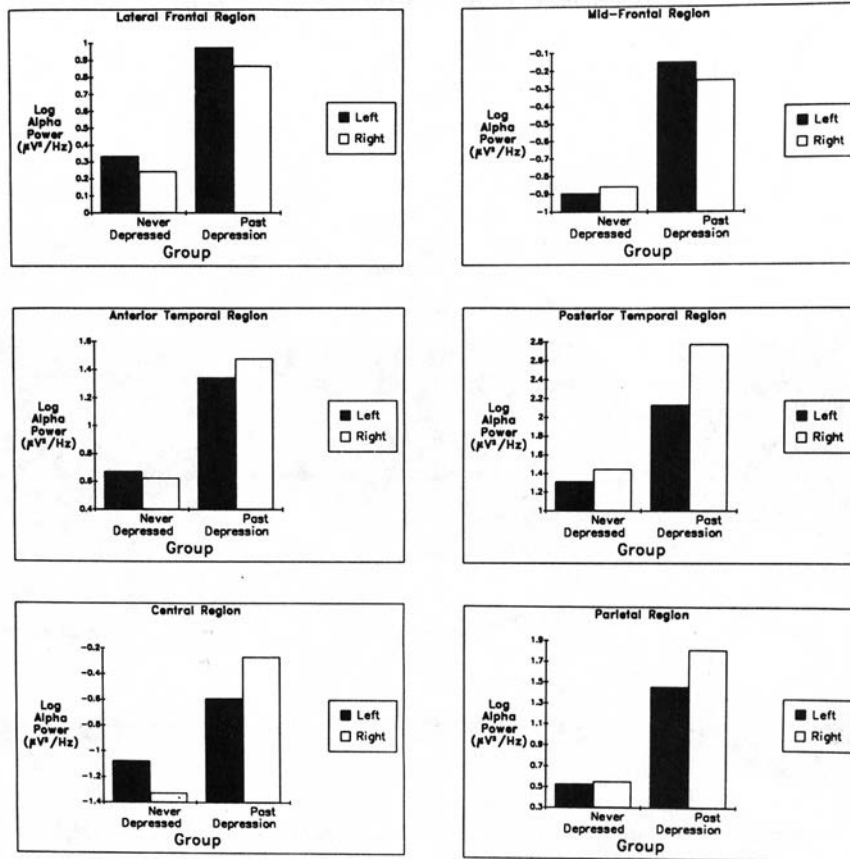 Lateral Frontal Region
1
0.9
0.8
0.7
0.6
0.5
0.4
0.3
0.2
0.1
0
Log
Alpha
Power
(μV²/Hz)
Left
Right
Never
Depressed
Past
Depression
Group
Mid-Frontal Region
-0.1
-0.2
-0.3
-0.4
-0.5
-0.6
-0.7
-0.8
-0.9
-1
Log
Alpha
Power
(μV²/Hz)
Left
Right
Never
Depressed
Past
Depression
Group
Anterior Temporal Region
1.6
1.4
1.2
1
0.8
0.6
0.4
Log
Alpha
Power
(μV²/Hz)
Left
Right
Never
Depressed
Past
Depression
Group
Posterior Temporal Region
2.8
2.6
2.4
2.2
2
1.8
1.6
1.4
1.2
1
Log
Alpha
Power
(μV²/Hz)
Left
Right
Never
Depressed
Past
Depression
Group
Central Region
-0.2
-0.4
-0.6
-0.8
-1
-1.2
-1.4
Log
Alpha
Power
(μV²/Hz)
Left
Right
Never
Depressed
Past
Depression
Group
Parietal Region
1.9
1.7
1.5
1.3
1.1
0.9
0.7
0.5
0.3
Log
Alpha
Power
(μV²/Hz)
Left
Right
Never
Depressed
Past
Depression
Group